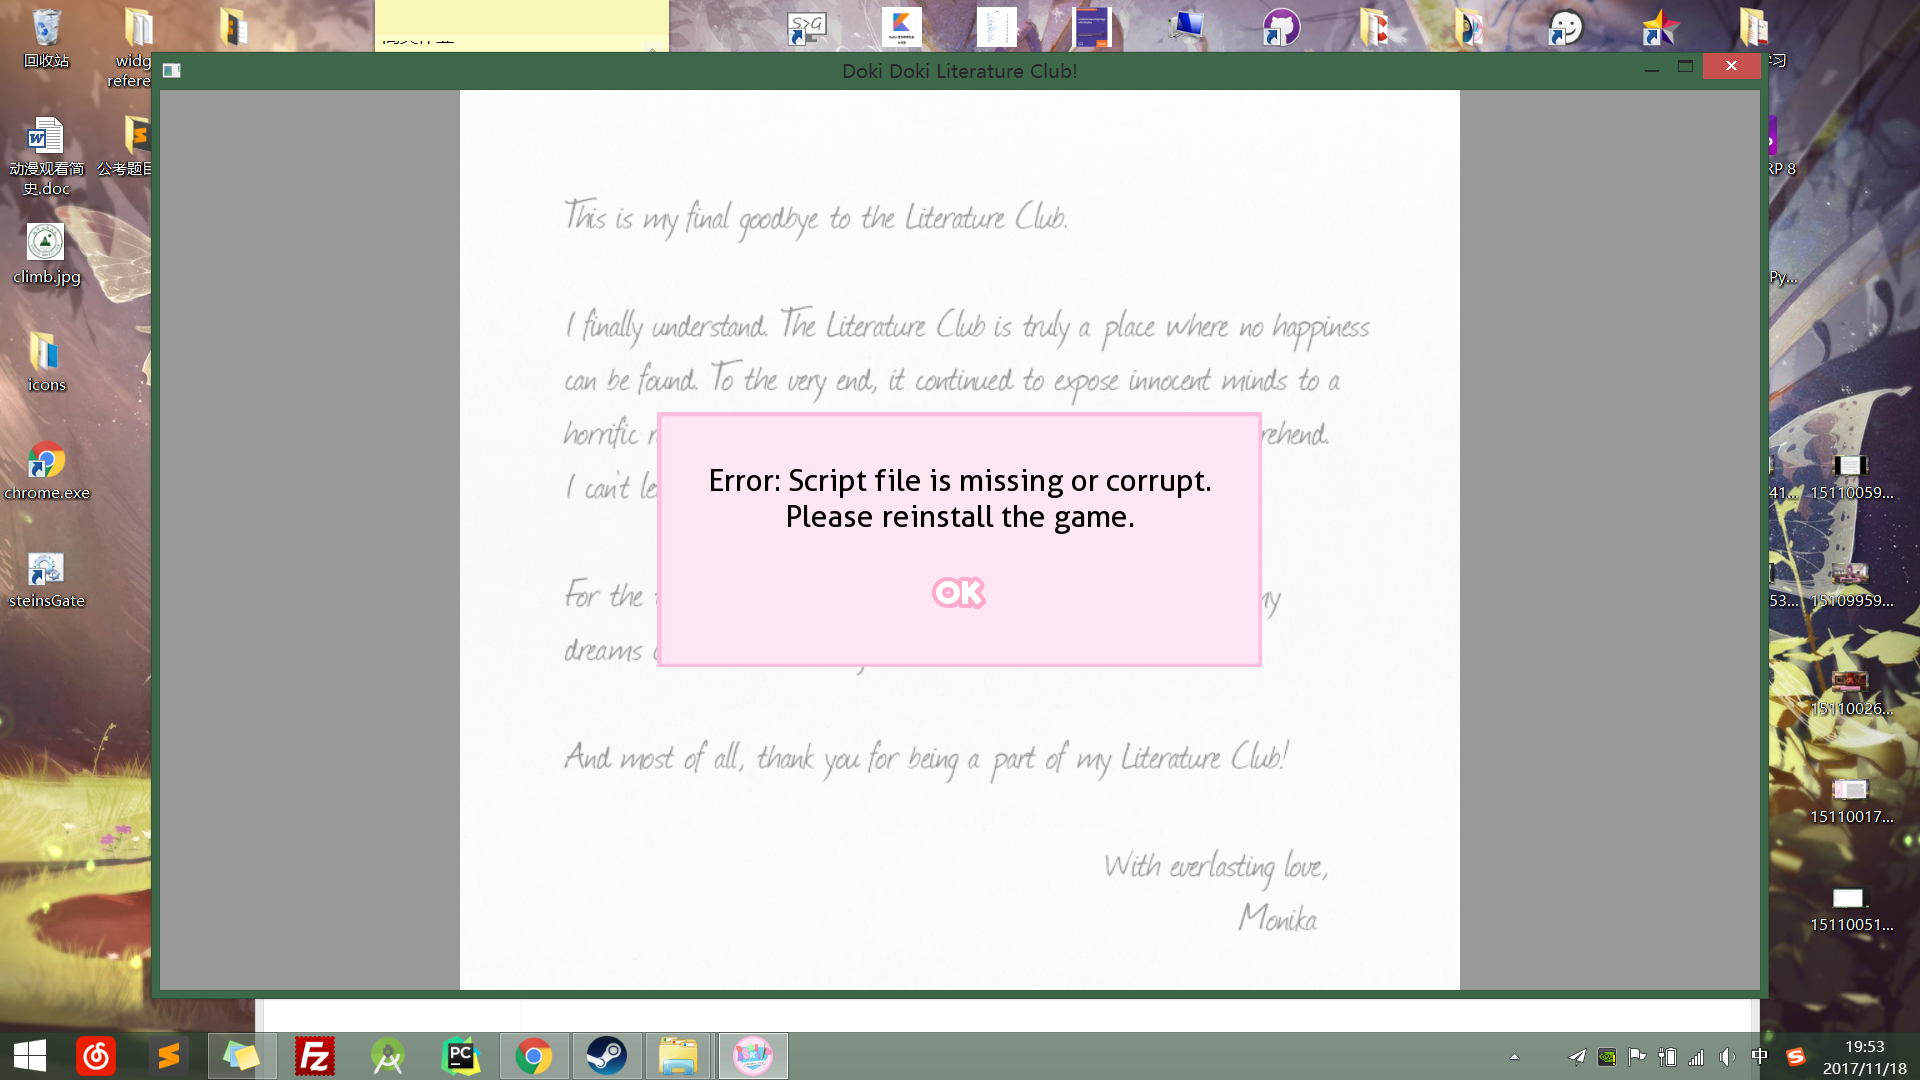 回收站
widg
refere
动漫观看简
史.doc
公考题目
climb.jpg
icons
chrome.exe
steinsGate
S>G
Doki Doki Literature Club!
This is my final goodbye to the Literature Club.
I finally understand. The Literature Club is truly a place where no happiness
can be found. To the very end, it continued to expose innocent minds to a
horrific
rehend.
I can't le
Error: Script file is missing or corrupt.
Please reinstall the game.
OK
For the
my
dreams
And most of all, thank you for being a part of my Literature Club!
With everlasting love,
Monika
习
RP 8
Py...
41...
15110059...
53...
15109959...
15110026...
15110017...
15110051...
Fz
PC
中
19:53
2017/11/18